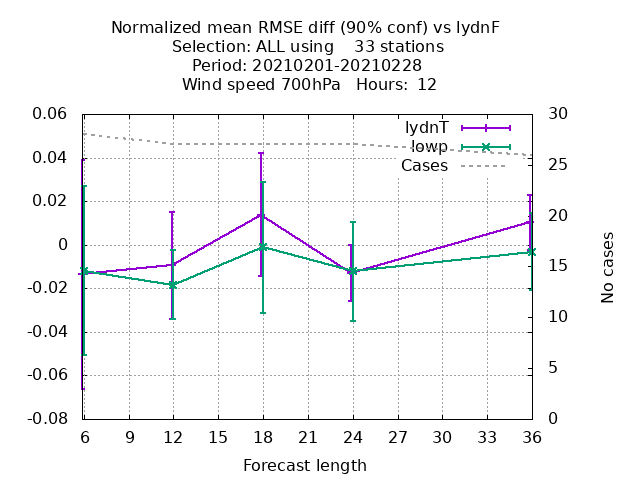 Normalized mean RMSE diff (90% conf) vs lydnF
Selection: ALL using    33 stations
Period: 20210201-20210228
Wind speed 700hPa   Hours:  12
0.06
0.04
0.02
0
-0.02
-0.04
-0.06
-0.08
30
25
20
15
10
5
0
No cases
lydnT
lowp
Cases
6 9 12 15 18 21 24 27 30 33 36
Forecast length